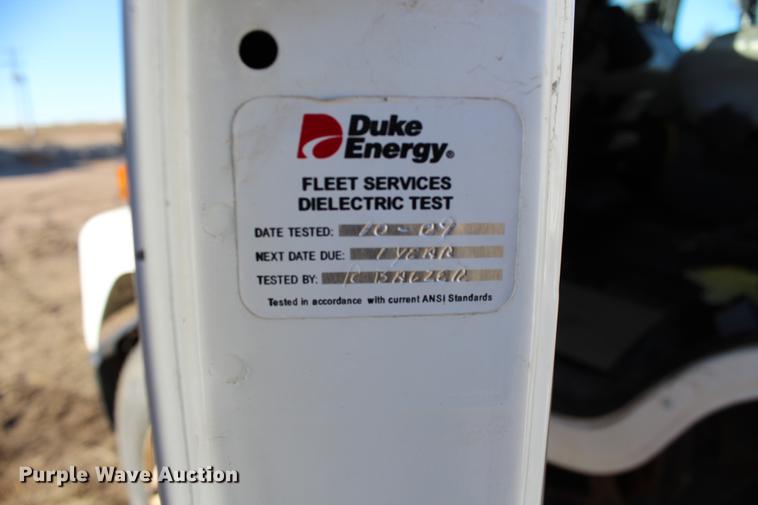 Duke
Energy®
FLEET SERVICES
DIELECTRIC TEST
DATE TESTED: 10-09
NEXT DATE DUE: 1 YEAR
TESTED BY: R BREZER
Tested in accordance with current ANSI Standards
Purple Wave Auction